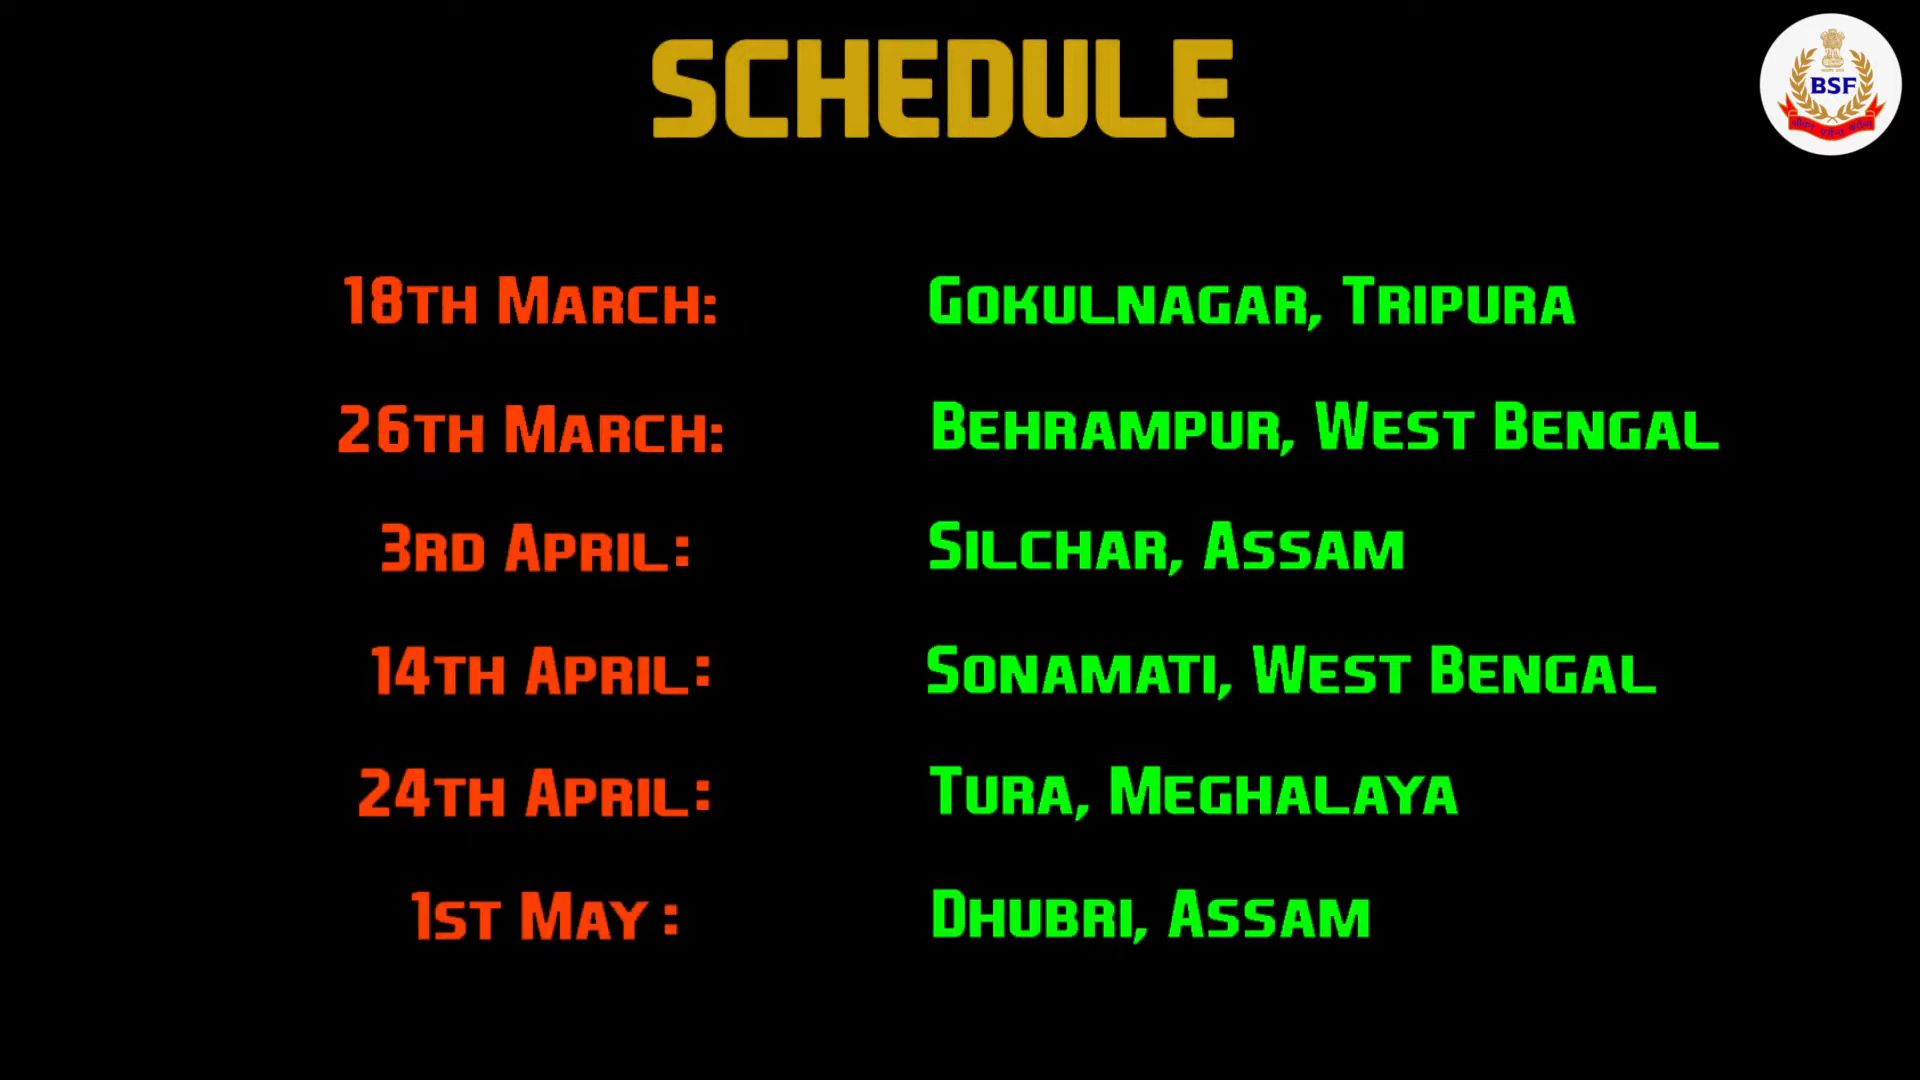 SCHEDULE
BSF
18th March: Gokulnagar, Tripura
26th March: Behrampur, West Bengal
3rd April: Silchar, Assam
14th April: Sonamati, West Bengal
24th April: Tura, Meghalaya
1st May : Dhubri, Assam